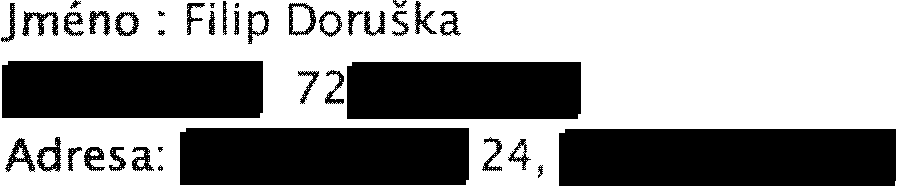 Jméno : Filip Doruška
72
Adresa: 24,